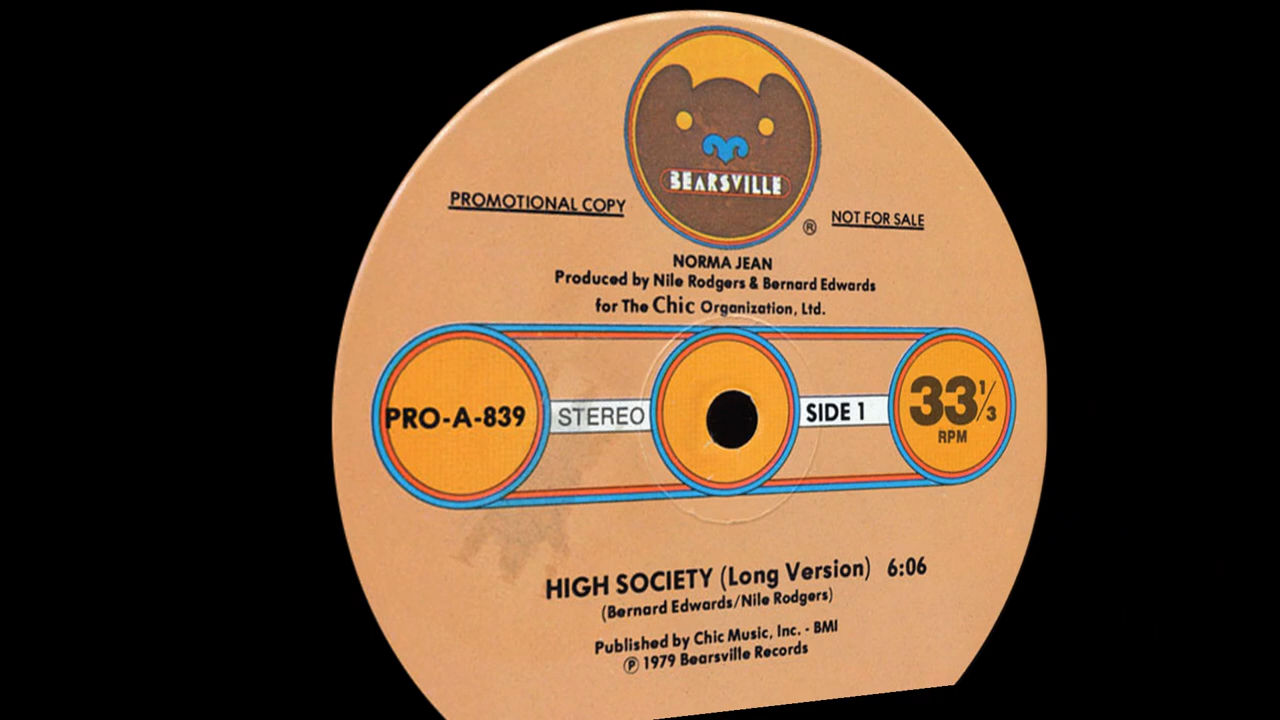 BEARSVILLE
PROMOTIONAL COPY
®
NOT FOR SALE
NORMA JEAN
Produced by Nile Rodgers & Bernard Edwards
for The Chic Organization, Ltd.
PRO-A-839
STEREO
SIDE 1
33 1/3
RPM
HIGH SOCIETY (Long Version) 6:06
(Bernard Edwards/Nile Rodgers)
Published by Chic Music, Inc. - BMI
℗ 1979 Bearsville Records